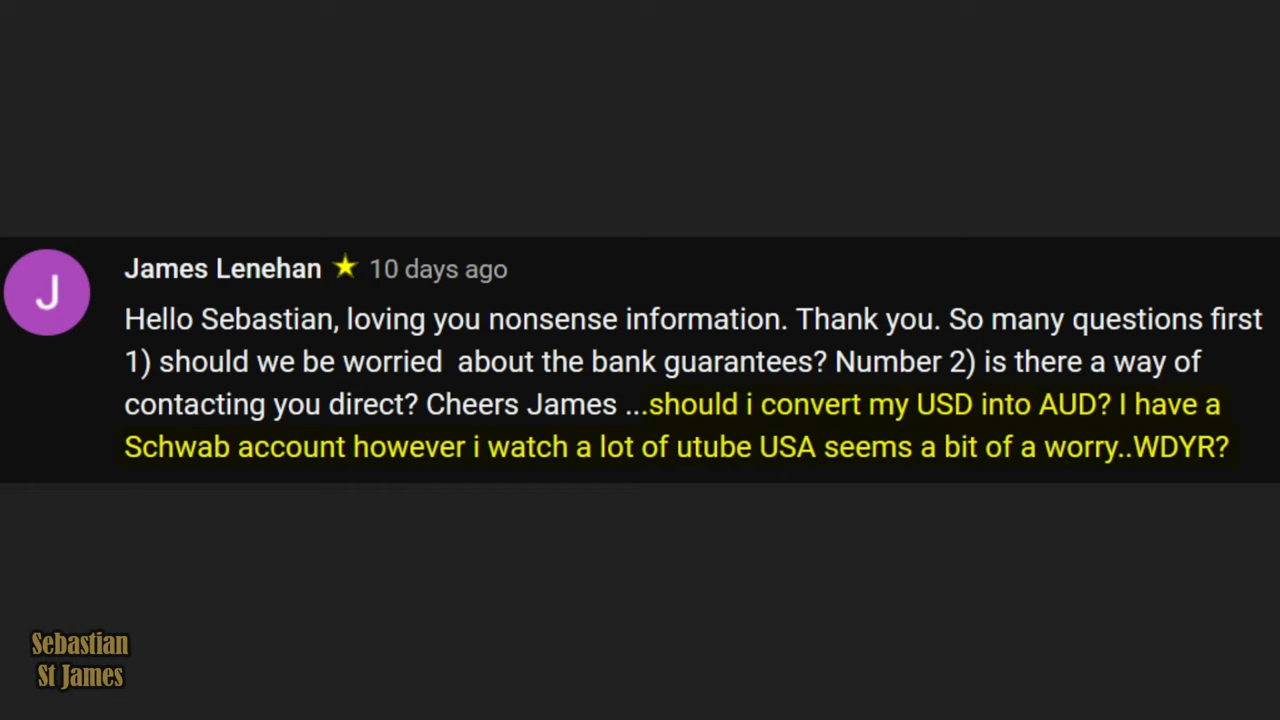 J
James Lenehan ★ 10 days ago
Hello Sebastian, loving you nonsense information. Thank you. So many questions first
1) should we be worried  about the bank guarantees? Number 2) is there a way of
contacting you direct? Cheers James ...should i convert my USD into AUD? I have a
Schwab account however i watch a lot of utube USA seems a bit of a worry..WDYR?
Sebastian
St James